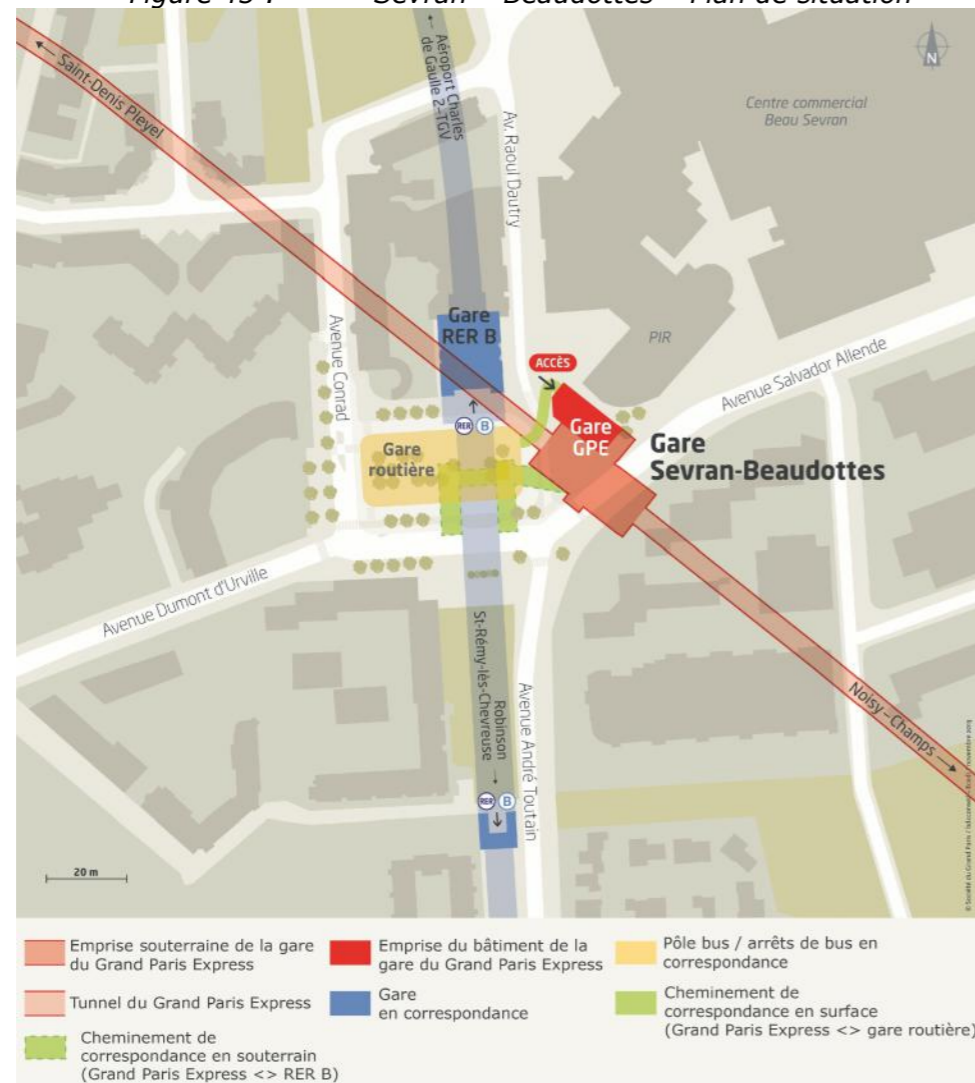 Figure 45 : Sevran – Beaudottes – Plan de situation
← Saint-Denis Pleyel
← Aéroport Charles
de Gaulle 2-TGV
Av. Raoul Dautry
N
Centre commercial
Beau Sevran
Avenue Conrad
Gare
RER B
PIR
ACCÈS
Avenue Salvador Allende
RER B
Gare
routière
Gare
GPE
Gare
Sevran-Beaudottes
Avenue Dumont d'Urville
St-Rémy-lès-Chevreuse
Robinson →
Avenue André Toutain
Noisy – Champs →
RER B
20 m
Emprise souterraine de la gare
du Grand Paris Express
Emprise du bâtiment de la
gare du Grand Paris Express
Pôle bus / arrêts de bus en
correspondance
Tunnel du Grand Paris Express
Gare
en correspondance
Cheminement de
correspondance en surface
(Grand Paris Express <> gare routière)
Cheminement de
correspondance en souterrain
(Grand Paris Express <> RER B)